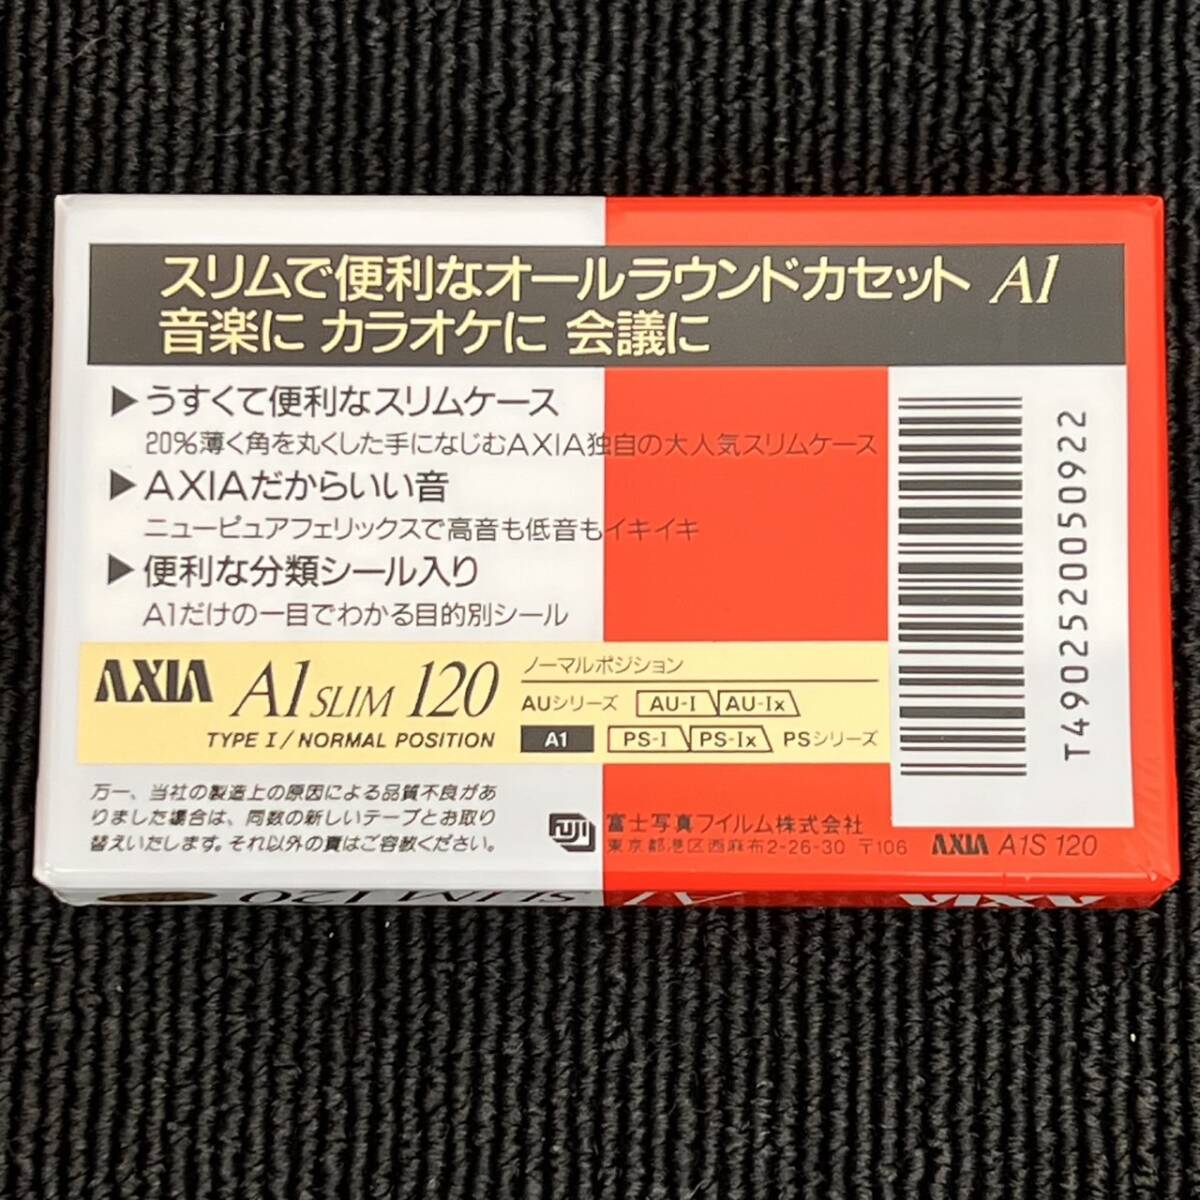 スリムで便利なオールラウンドカセット A1
音楽に カラオケに 会議に
▶うすくて便利なスリムケース
20%薄く角を丸くした手になじむAXIA独自の大人気スリムケース
▶AXIAだからいい音
ニューピュアフェリックスで高音も低音もイキイキ
▶便利な分類シール入り
A1だけの一目でわかる目的別シール
T4902520050922
AXIA A1 SLIM 120
TYPE I/NORMAL POSITION
ノーマルポジション
AUシリーズ AU-I AU-Ix
A1 PS-I PS-Ix PSシリーズ
万一、当社の製造上の原因による品質不良があ
りました場合は、同数の新しいテープとお取り
替えいたします。それ以外の責はご容赦ください。
FUJI 富士写真フイルム株式会社
東京都港区西麻布2-26-30 〒106
AXIA A1S 120
AXIA A1 SLIM 120